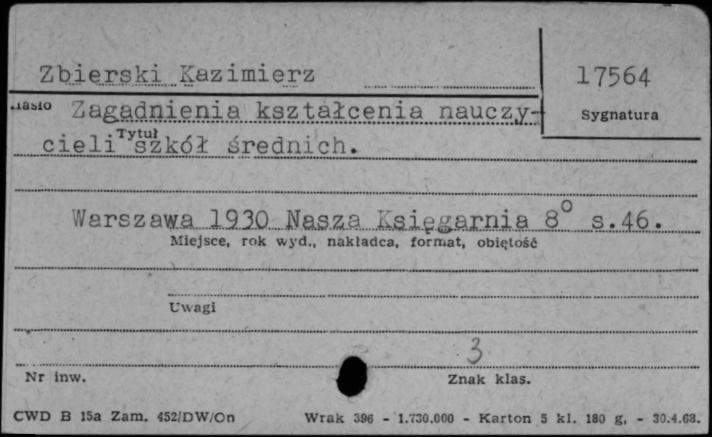 Zbierski Kazimierz
17564
Hasło
Zagadnienia kształcenia nauczy-
Sygnatura
Tytuł
cieli szkół średnich.
Warszawa 1930 Nasza Księgarnia 8° s.46.
Miejsce, rok wyd., nakładca, format, objętość
Uwagi
3
Nr inw.
Znak klas.
CWD B 15a Zam. 452/DW/On
Wrak 396 - 1.730.000 - Karton 5 kl. 180 g. - 30.4.68.